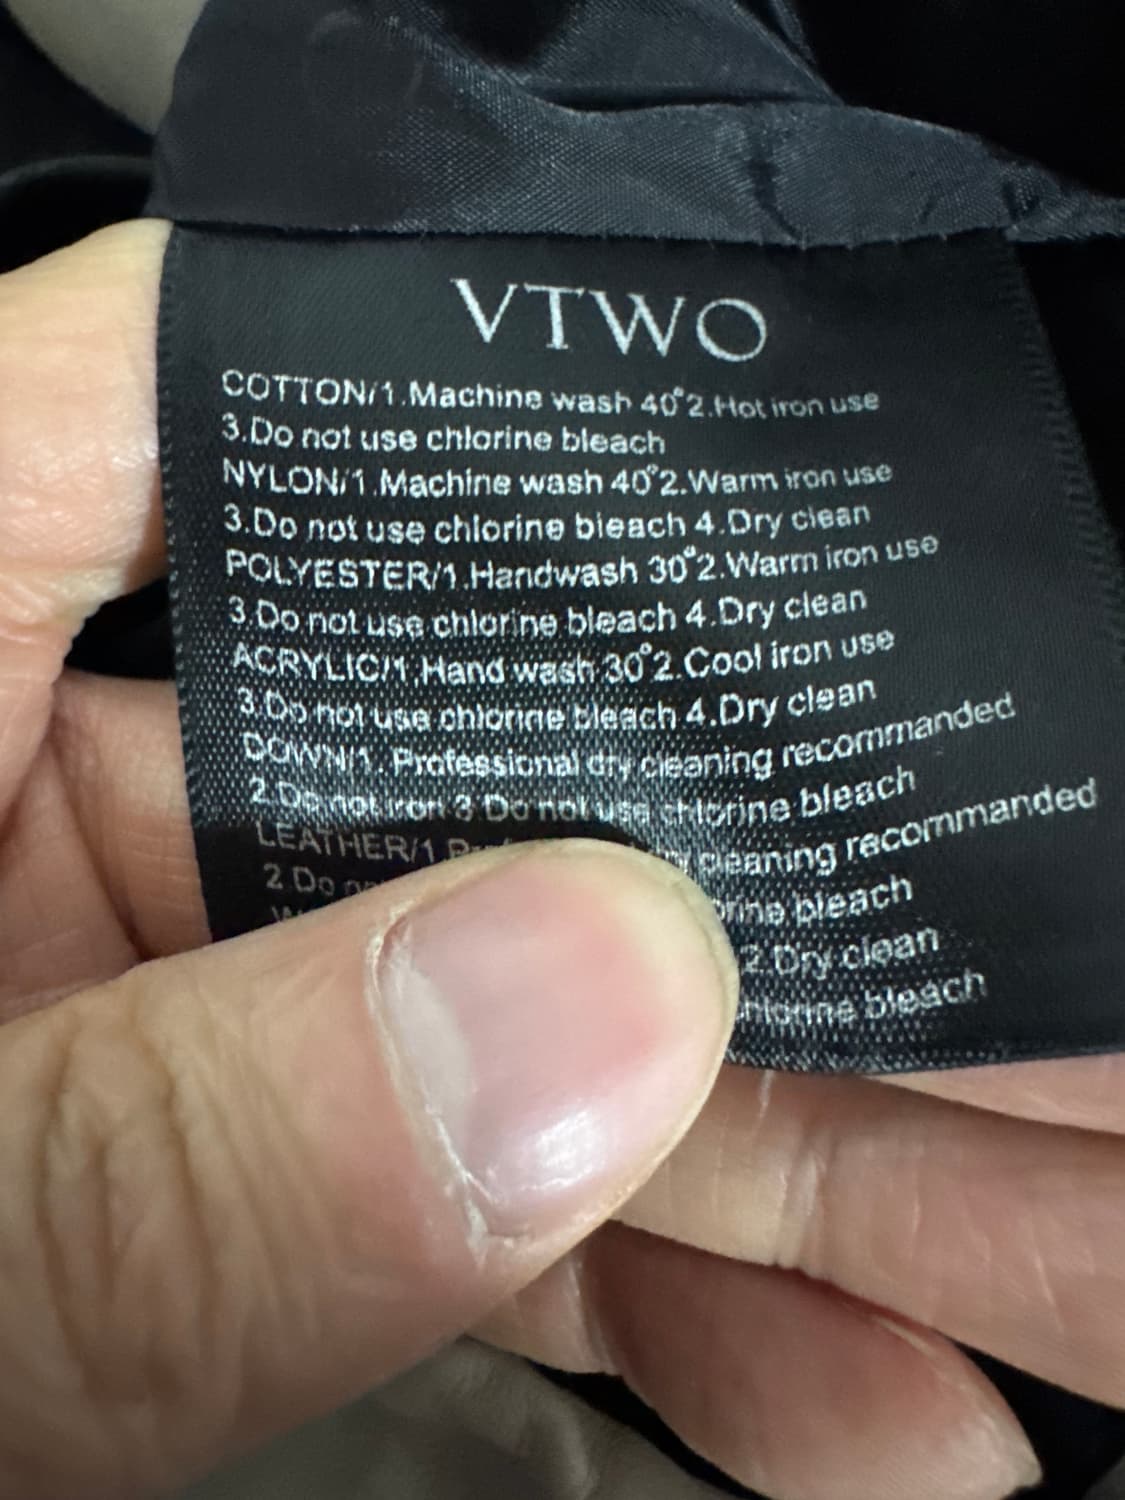 VTWO
COTTON/1.Machine wash 40°2.Hot iron use
3.Do not use chlorine bleach
NYLON/1.Machine wash 40°2.Warm iron use
3.Do not use chlorine bleach 4.Dry clean
POLYESTER/1.Handwash 30°2.Warm iron use
3.Do not use chlorine bleach 4.Dry clean
ACRYLIC/1.Hand wash 30°2.Cool iron use
3.Do not use chlorine bleach 4.Dry clean
DOWN/1. Professional dry cleaning recommanded
2.Do not iron 3.Do not use chlorine bleach
LEATHER/1. cleaning recommanded
2.Do bleach
2.Dry clean
chlorine bleach